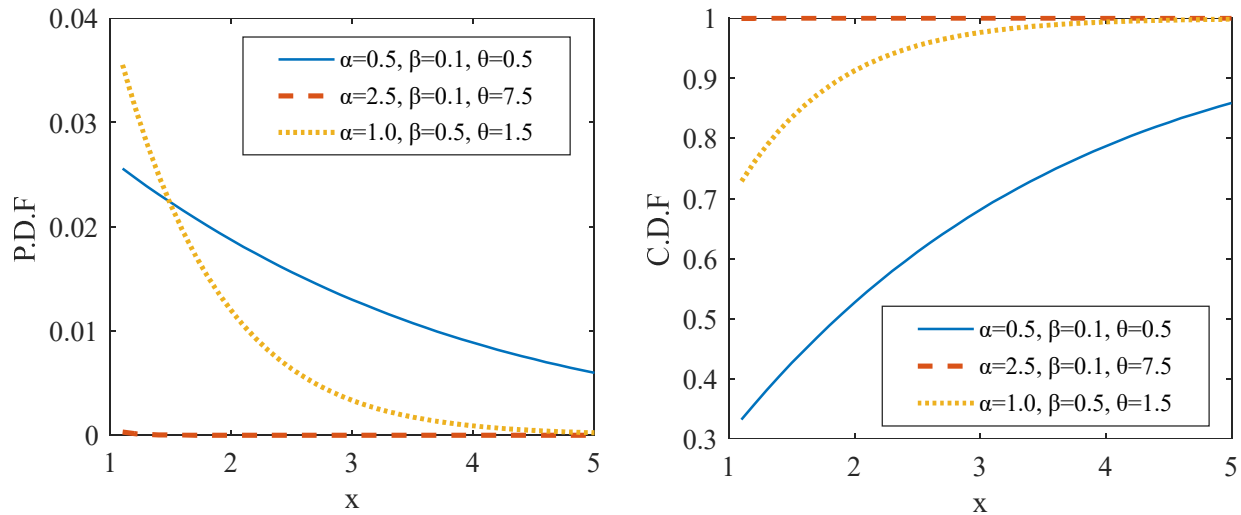 0.04
0.03
0.02
0.01
0
P.D.F
α=0.5, β=0.1, θ=0.5
α=2.5, β=0.1, θ=7.5
α=1.0, β=0.5, θ=1.5
1 2 3 4 5
x
1
0.9
0.8
0.7
0.6
0.5
0.4
0.3
C.D.F
α=0.5, β=0.1, θ=0.5
α=2.5, β=0.1, θ=7.5
α=1.0, β=0.5, θ=1.5
1 2 3 4 5
x